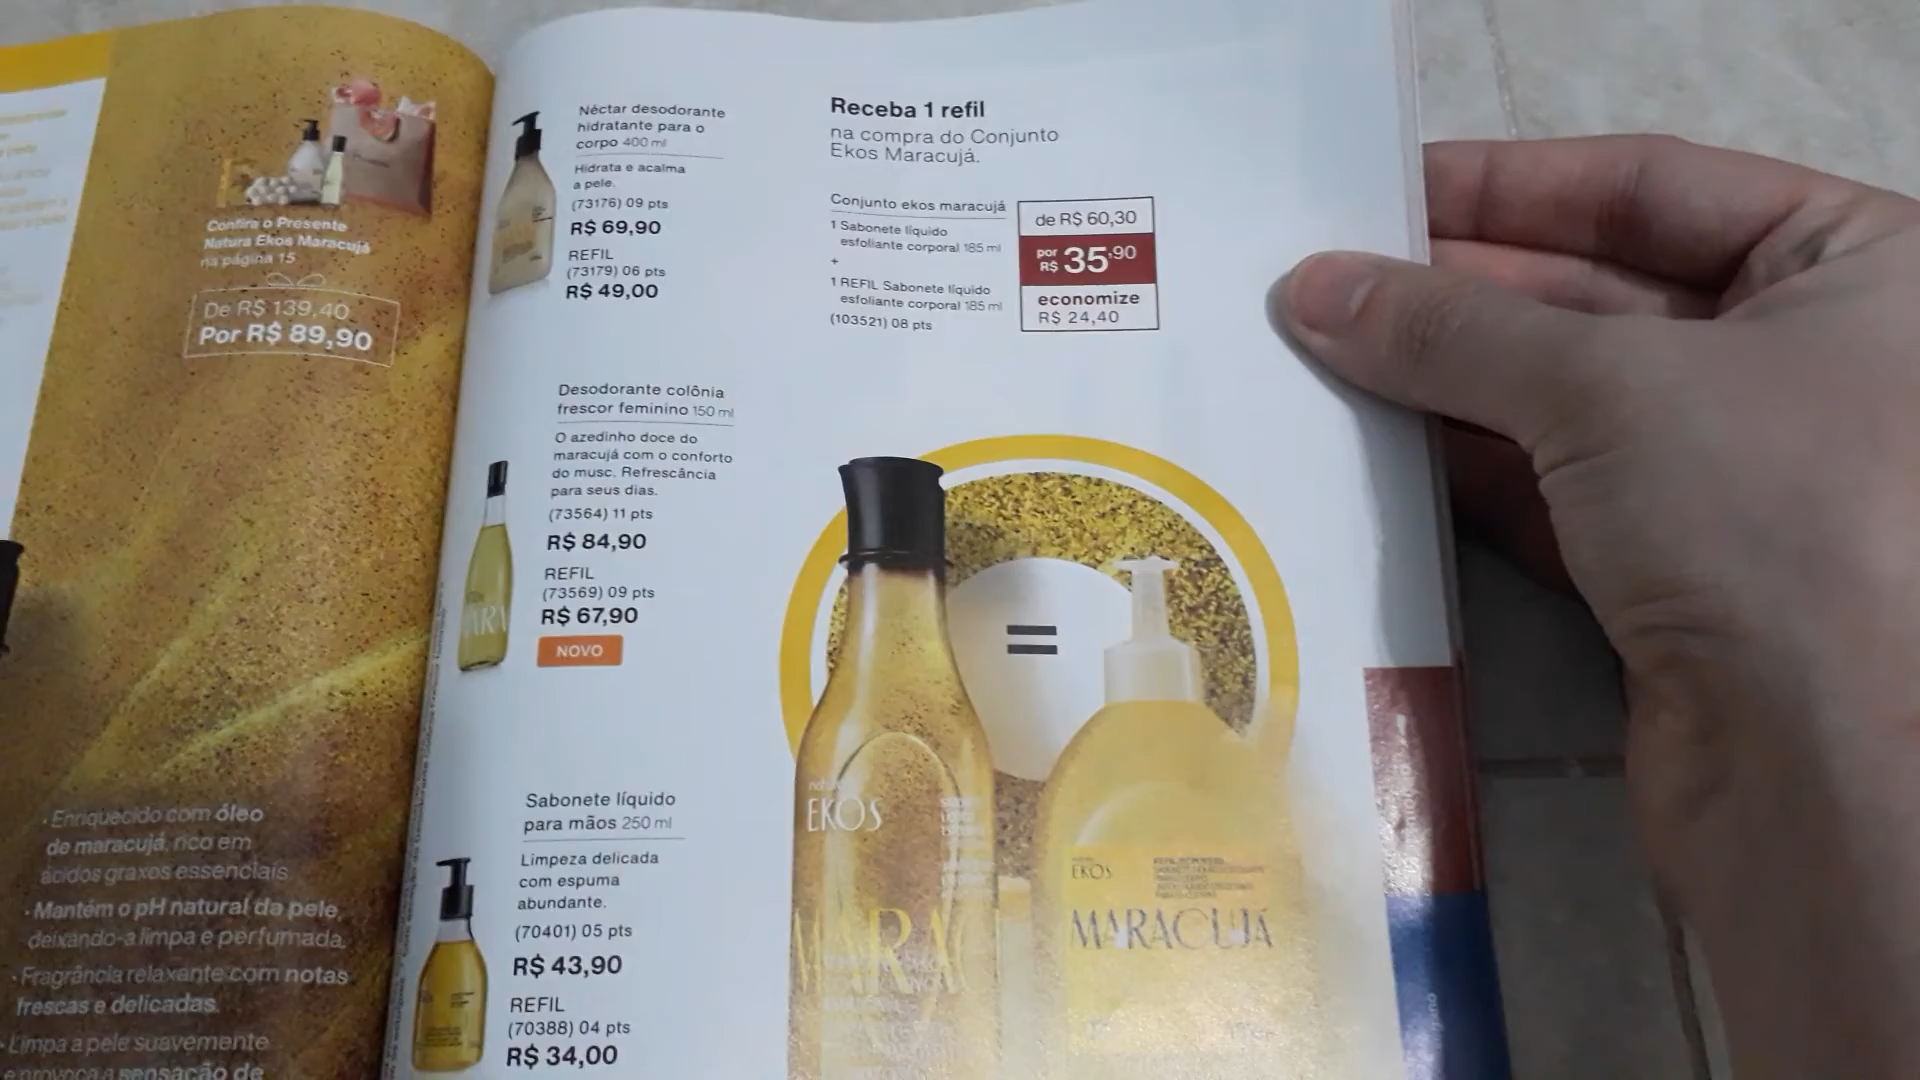 Confira o Presente
Natura Ekos Maracujá
na página 15
De R$ 139,40
Por R$ 89,90
· Enriquecido com óleo
de maracujá, rico em
ácidos graxos essenciais
· Mantém o pH natural da pele,
deixando-a limpa e perfumada.
· Fragrância relaxante com notas
frescas e delicadas.
· Limpa a pele suavemente
e provoca a sensação de
Néctar desodorante
hidratante para o
corpo 400 ml
Hidrata e acalma
a pele.
(73176) 09 pts
R$ 69,90
REFIL
(73179) 06 pts
R$ 49,00
Desodorante colônia
frescor feminino 150 ml
O azedinho doce do
maracujá com o conforto
do musc. Refrescância
para seus dias.
(73564) 11 pts
R$ 84,90
REFIL
(73569) 09 pts
R$ 67,90
NOVO
Sabonete líquido
para mãos 250 ml
Limpeza delicada
com espuma
abundante.
(70401) 05 pts
R$ 43,90
REFIL
(70388) 04 pts
R$ 34,00
Receba 1 refil
na compra do Conjunto
Ekos Maracujá.
Conjunto ekos maracujá
1 Sabonete líquido
esfoliante corporal 185 ml
+
1 REFIL Sabonete líquido
esfoliante corporal 185 ml
(103521) 08 pts
de R$ 60,30
por R$ 35,90
economize
R$ 24,40
=
EKOS
MARAC
EKOS
MARACUJÁ